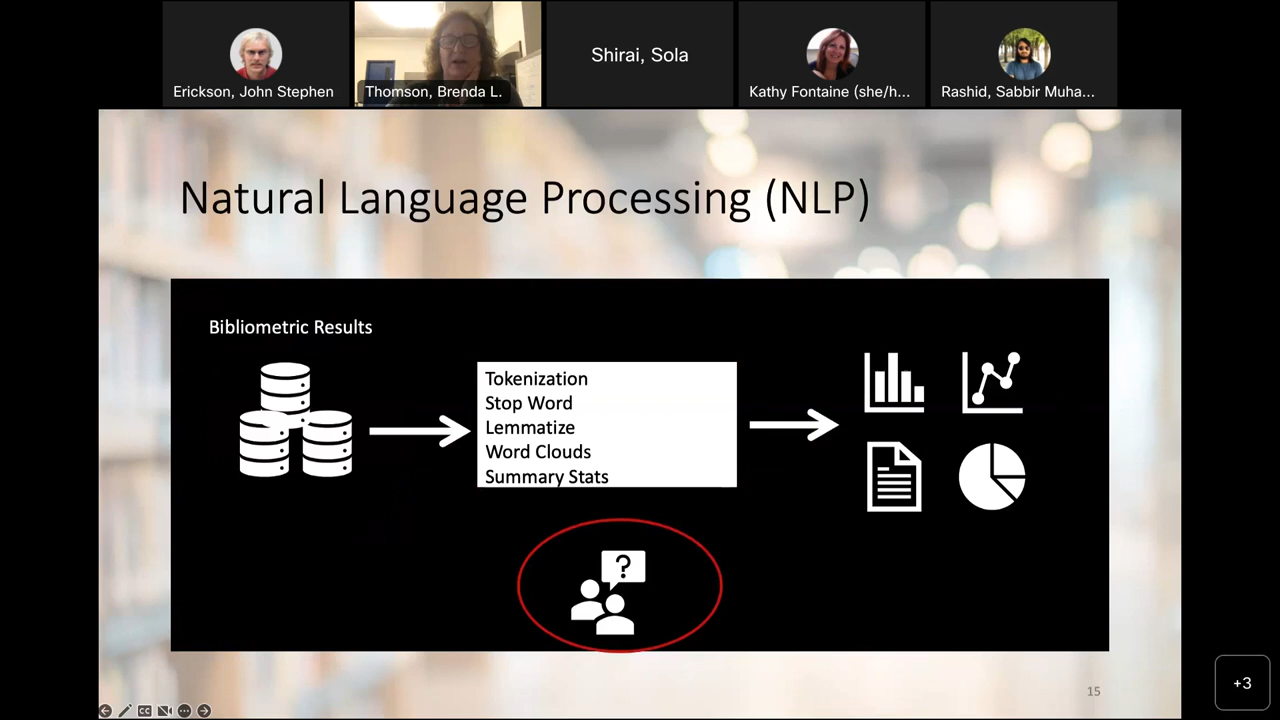 Erickson, John Stephen
Thomson, Brenda L.
Shirai, Sola
Kathy Fontaine (she/h...
Rashid, Sabbir Muha...
Natural Language Processing (NLP)
Bibliometric Results
Tokenization
Stop Word
Lemmatize
Word Clouds
Summary Stats
?
15
CC
+3